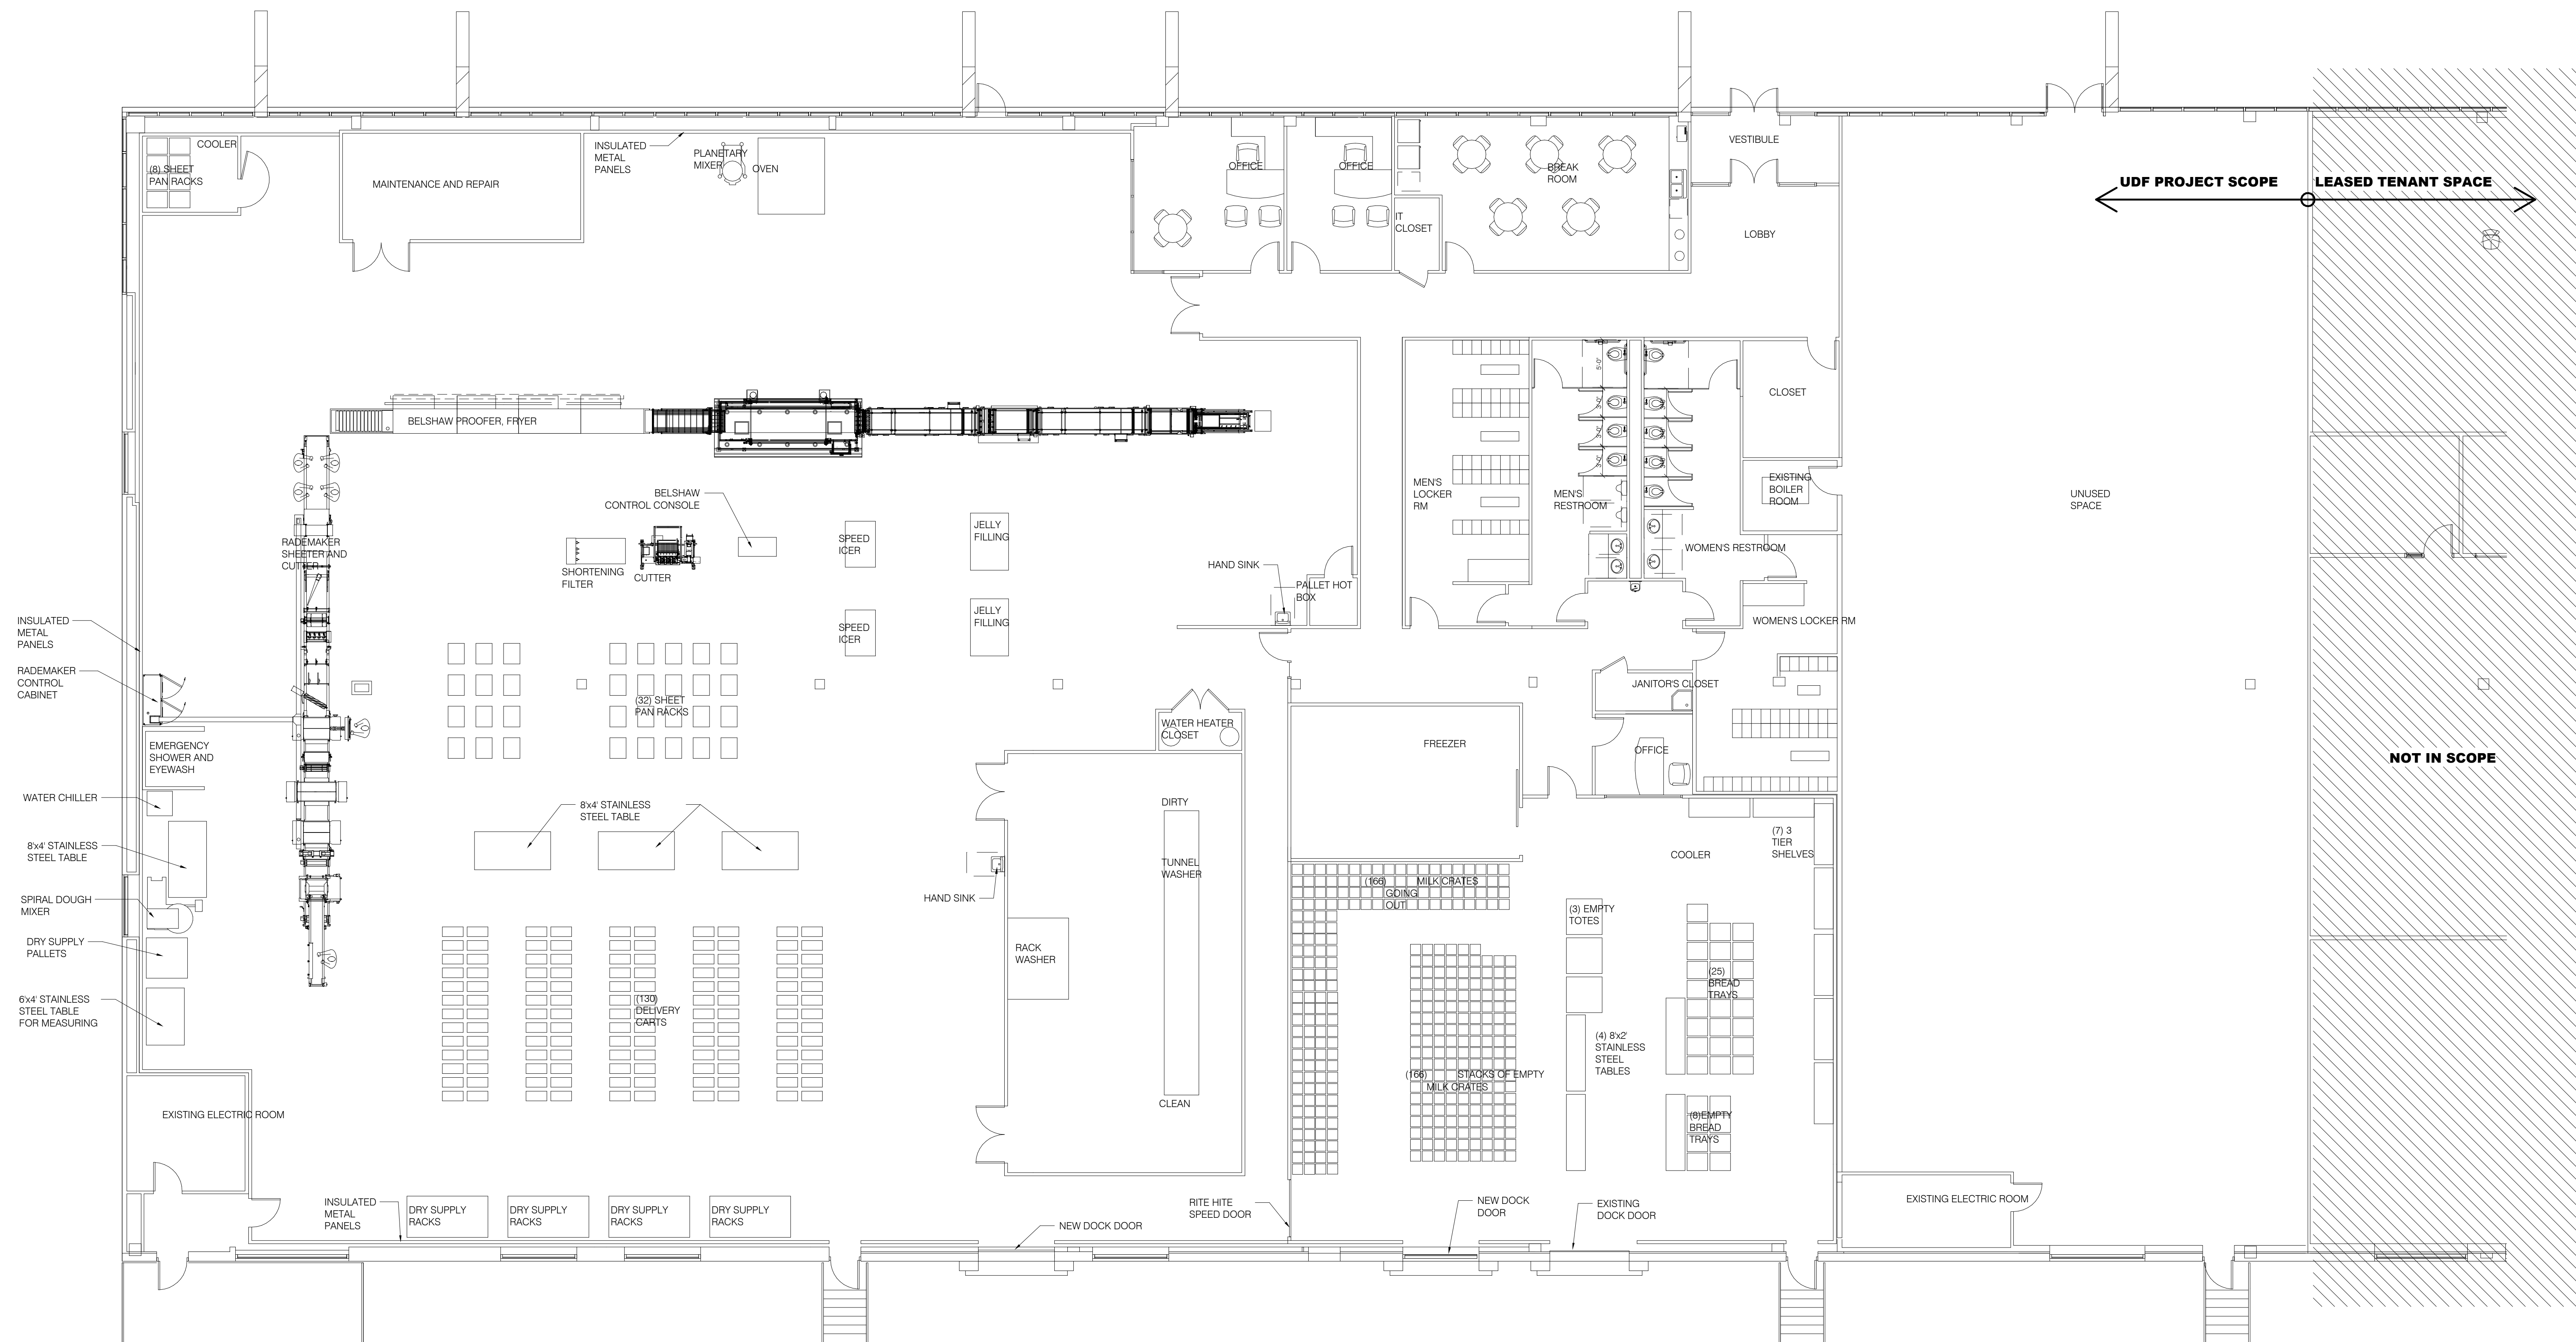 COOLER
(8) SHEET
PAN RACKS
MAINTENANCE AND REPAIR
INSULATED
METAL
PANELS
PLANETARY
MIXER
OVEN
OFFICE
OFFICE
BREAK
ROOM
IT
CLOSET
VESTIBULE
LOBBY
UDF PROJECT SCOPE
LEASED TENANT SPACE
BELSHAW PROOFER, FRYER
BELSHAW
CONTROL CONSOLE
RADEMAKER
SHEETER AND
CUTTER
SHORTENING
FILTER
CUTTER
SPEED
ICER
JELLY
FILLING
SPEED
ICER
JELLY
FILLING
HAND SINK
PALLET HOT
BOX
MEN'S
LOCKER
RM
MEN'S
RESTROOM
5'-0"
3'-0"
3'-0"
3'-0"
WOMEN'S RESTROOM
CLOSET
EXISTING
BOILER
ROOM
WOMEN'S LOCKER RM
UNUSED
SPACE
INSULATED
METAL
PANELS
RADEMAKER
CONTROL
CABINET
(32) SHEET
PAN RACKS
EMERGENCY
SHOWER AND
EYEWASH
WATER CHILLER
8'x4' STAINLESS
STEEL TABLE
SPIRAL DOUGH
MIXER
DRY SUPPLY
PALLETS
6'x4' STAINLESS
STEEL TABLE
FOR MEASURING
8'x4' STAINLESS
STEEL TABLE
HAND SINK
WATER HEATER
CLOSET
DIRTY
TUNNEL
WASHER
RACK
WASHER
CLEAN
(130)
DELIVERY
CARTS
FREEZER
JANITOR'S CLOSET
OFFICE
COOLER
(7) 3
TIER
SHELVES
(166) MILK CRATES
GOING
OUT
(3) EMPTY
TOTES
(25)
BREAD
TRAYS
(4) 8'x2'
STAINLESS
STEEL
TABLES
(166) STACKS OF EMPTY
MILK CRATES
(8)EMPTY
BREAD
TRAYS
NOT IN SCOPE
EXISTING ELECTRIC ROOM
INSULATED
METAL
PANELS
DRY SUPPLY
RACKS
DRY SUPPLY
RACKS
DRY SUPPLY
RACKS
DRY SUPPLY
RACKS
NEW DOCK DOOR
RITE HITE
SPEED DOOR
NEW DOCK
DOOR
EXISTING
DOCK DOOR
EXISTING ELECTRIC ROOM